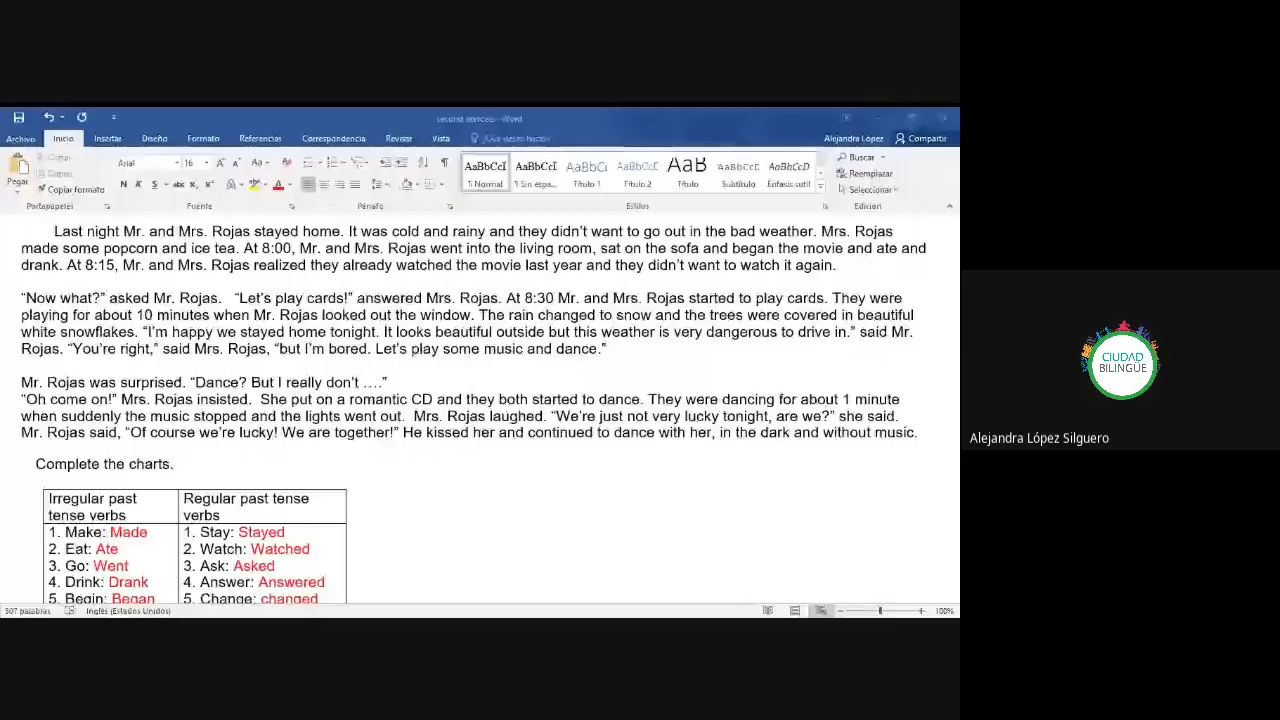 second exercise - Word
Archivo Inicio Insertar Diseño Formato Referencias Correspondencia Revisar Vista ¿Qué desea hacer? Alejandra López Compartir
Pegar
Cortar
Copiar
Copiar formato
Arial 16
N K S abc x₂ x²
AaBbCcI AaBbCcI AaBbC AaBbCcI AaB AaBbCcC AaBbCcD
¶ Normal ¶ Sin espa... Título 1 Título 2 Título Subtítulo Énfasis sutil
Buscar
Reemplazar
Seleccionar
Portapapeles Fuente Párrafo Estilos Edición
Last night Mr. and Mrs. Rojas stayed home. It was cold and rainy and they didn’t want to go out in the bad weather. Mrs. Rojas
made some popcorn and ice tea. At 8:00, Mr. and Mrs. Rojas went into the living room, sat on the sofa and began the movie and ate and
drank. At 8:15, Mr. and Mrs. Rojas realized they already watched the movie last year and they didn’t want to watch it again.
“Now what?” asked Mr. Rojas. “Let’s play cards!” answered Mrs. Rojas. At 8:30 Mr. and Mrs. Rojas started to play cards. They were
playing for about 10 minutes when Mr. Rojas looked out the window. The rain changed to snow and the trees were covered in beautiful
white snowflakes. “I’m happy we stayed home tonight. It looks beautiful outside but this weather is very dangerous to drive in.” said Mr.
Rojas. “You’re right,” said Mrs. Rojas, “but I’m bored. Let’s play some music and dance.”
Mr. Rojas was surprised. “Dance? But I really don’t ….”
“Oh come on!” Mrs. Rojas insisted. She put on a romantic CD and they both started to dance. They were dancing for about 1 minute
when suddenly the music stopped and the lights went out. Mrs. Rojas laughed. “We’re just not very lucky tonight, are we?” she said.
Mr. Rojas said, “Of course we’re lucky! We are together!” He kissed her and continued to dance with her, in the dark and without music.
Complete the charts.
Irregular past tense verbs
Regular past tense verbs
1. Make: Made 1. Stay: Stayed
2. Eat: Ate 2. Watch: Watched
3. Go: Went 3. Ask: Asked
4. Drink: Drank 4. Answer: Answered
5. Begin: Began 5. Change: changed
507 palabras Inglés (Estados Unidos) 100%
CIUDAD
BILINGÜE
Alejandra López Silguero